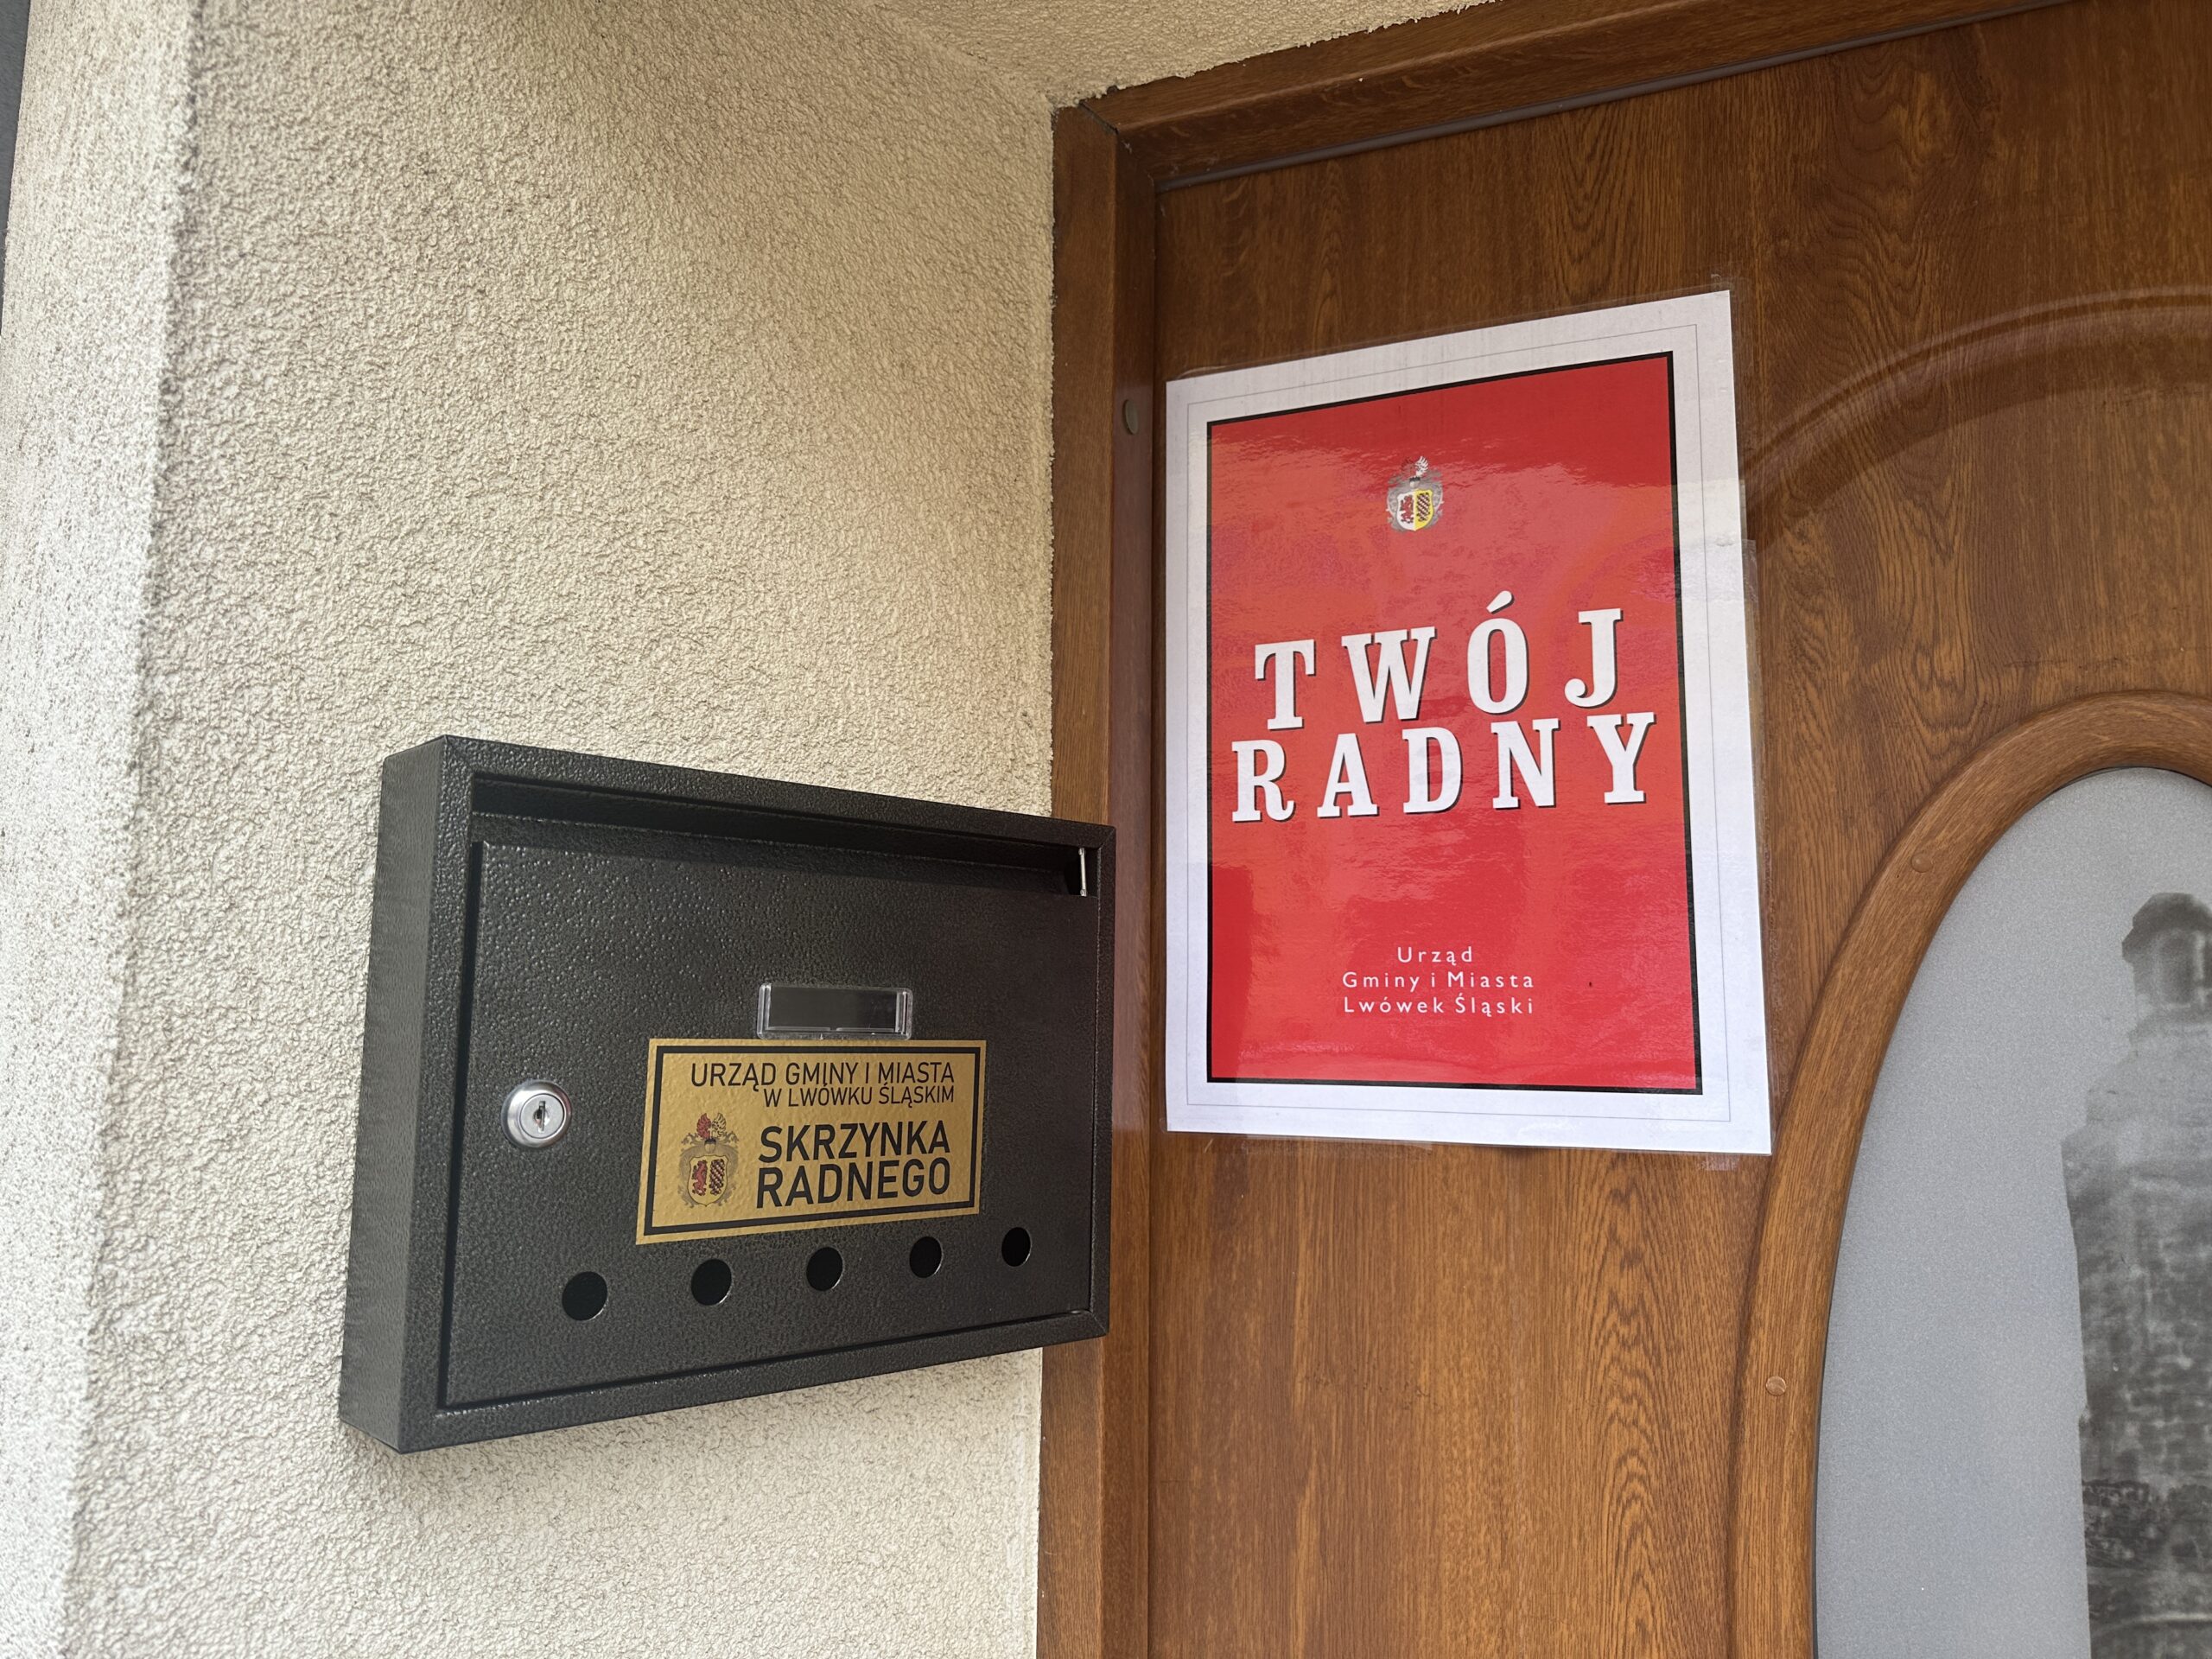 TWÓJ
RADNY
Urząd
Gminy i Miasta
Lwówek Śląski
URZĄD GMINY I MIASTA
W LWÓWKU ŚLĄSKIM
SKRZYNKA
RADNEGO